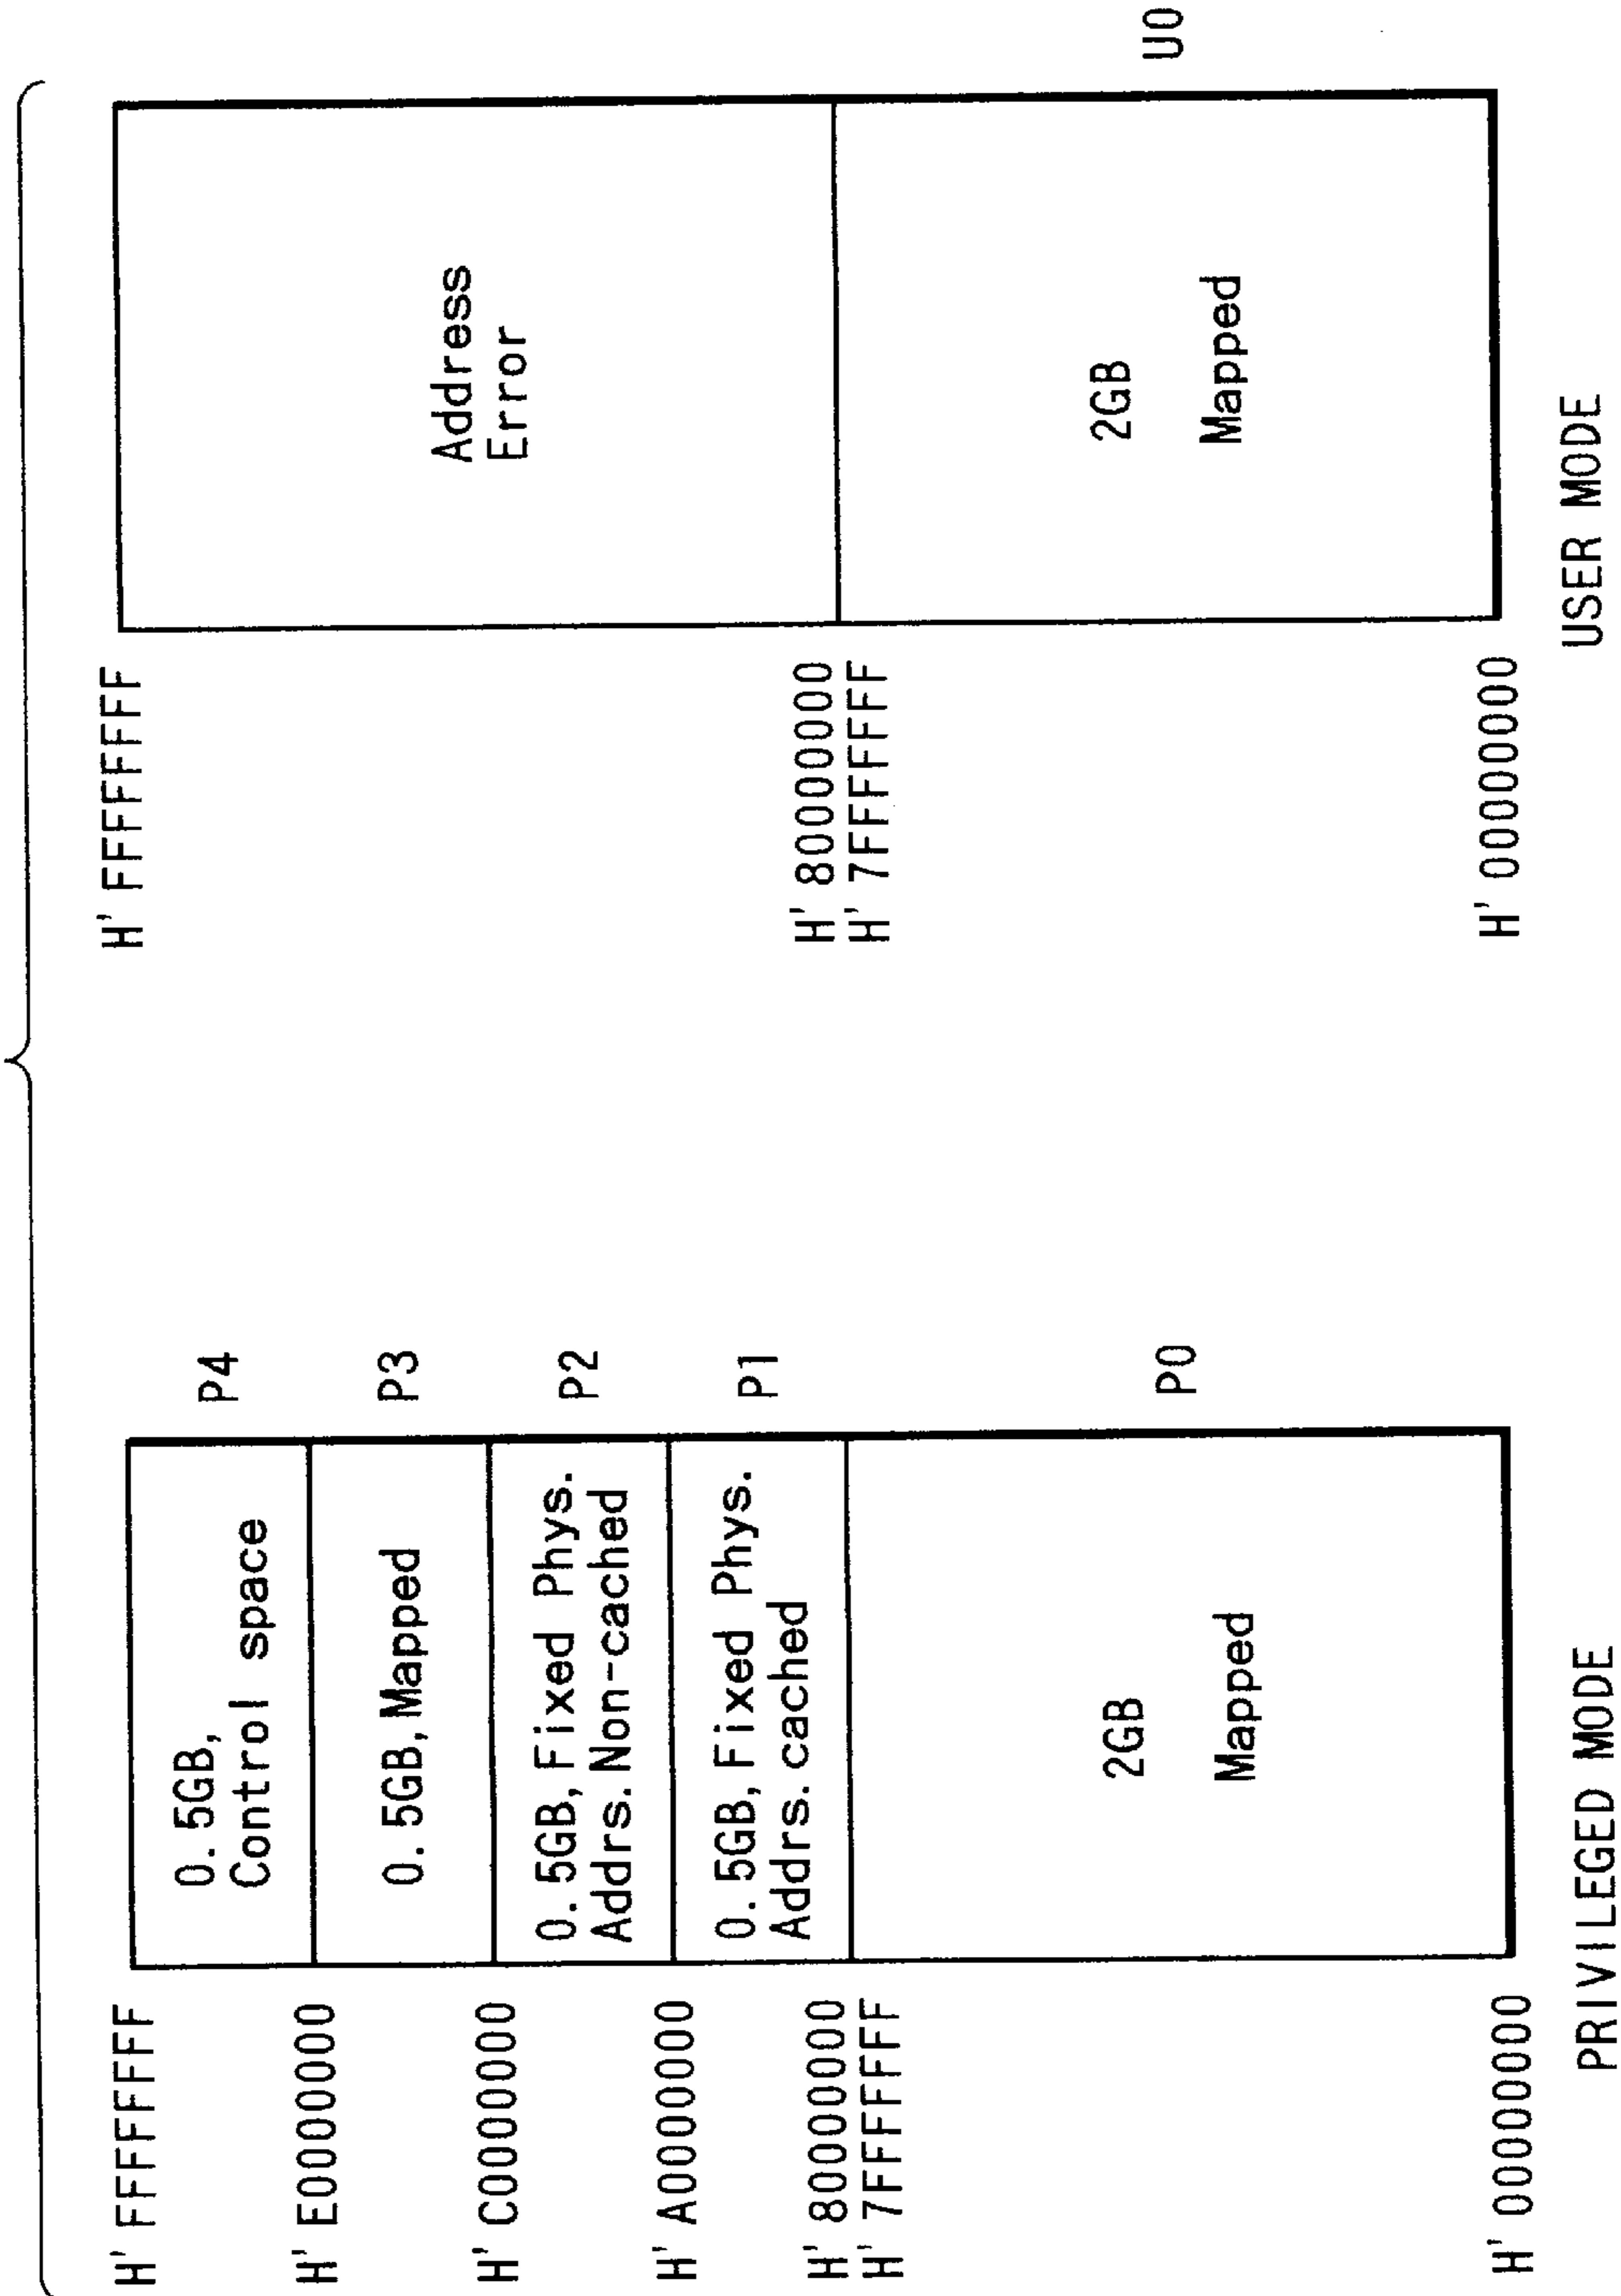 H' FFFFFFFF
0.5GB,
Control space
P4
H' E0000000
0.5GB, Mapped
P3
H' C0000000
0.5GB, Fixed Phys.
Addrs. Non-cached
P2
H' A0000000
0.5GB, Fixed Phys.
Addrs. cached
P1
H' 80000000
H' 7FFFFFFF
2GB
Mapped
P0
H' 00000000
PRIVILEGED MODE
H' FFFFFFFF
Address
Error
H' 80000000
H' 7FFFFFFF
2GB
Mapped
U0
H' 00000000
USER MODE